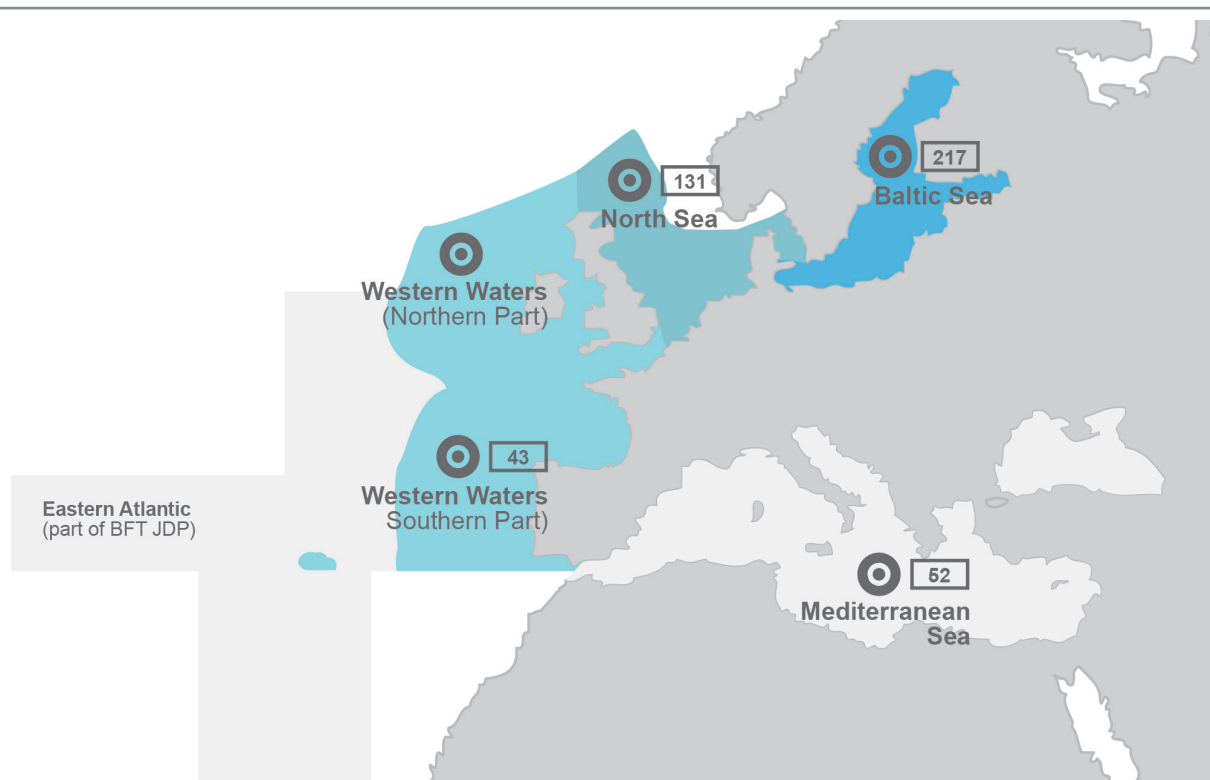 217
Baltic Sea
131
North Sea
Western Waters
(Northern Part)
43
Western Waters
Southern Part)
Eastern Atlantic
(part of BFT JDP)
52
Mediterranean
Sea